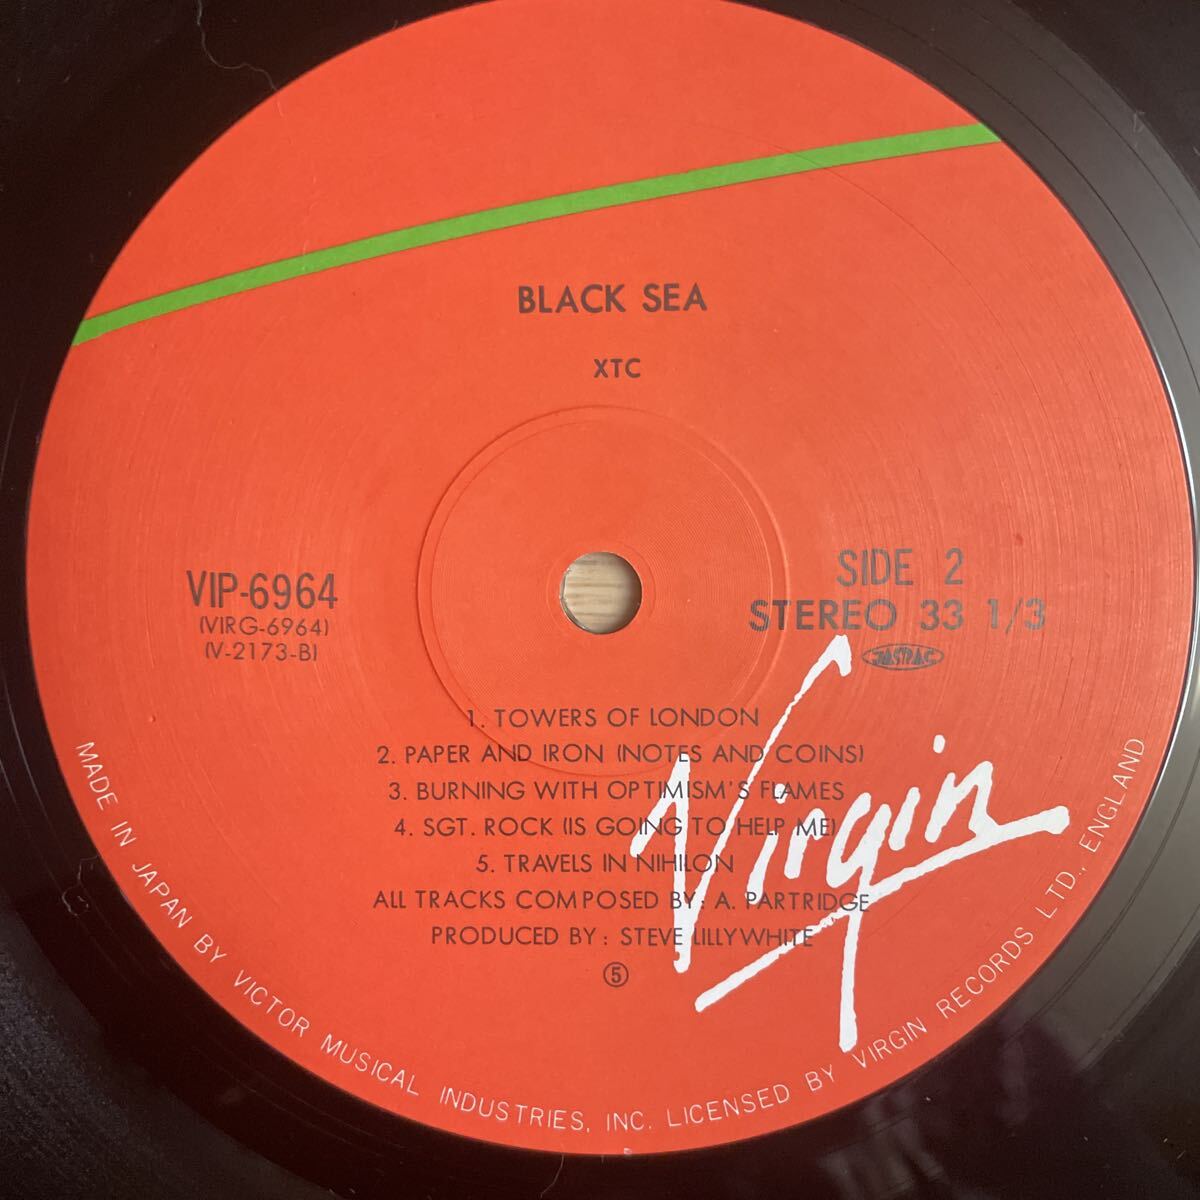 BLACK SEA
XTC
VIP-6964
(VIRG-6964)
(V-2173-B)
SIDE 2
STEREO 33 1/3
JASRAC
1. TOWERS OF LONDON
2. PAPER AND IRON (NOTES AND COINS)
3. BURNING WITH OPTIMISM'S FLAMES
4. SGT. ROCK (IS GOING TO HELP ME)
5. TRAVELS IN NIHILON
ALL TRACKS COMPOSED BY: A. PARTRIDGE
PRODUCED BY: STEVE LILLYWHITE
⑤
Virgin
MADE IN JAPAN BY VICTOR MUSICAL INDUSTRIES, INC. LICENSED BY VIRGIN RECORDS LTD., ENGLAND